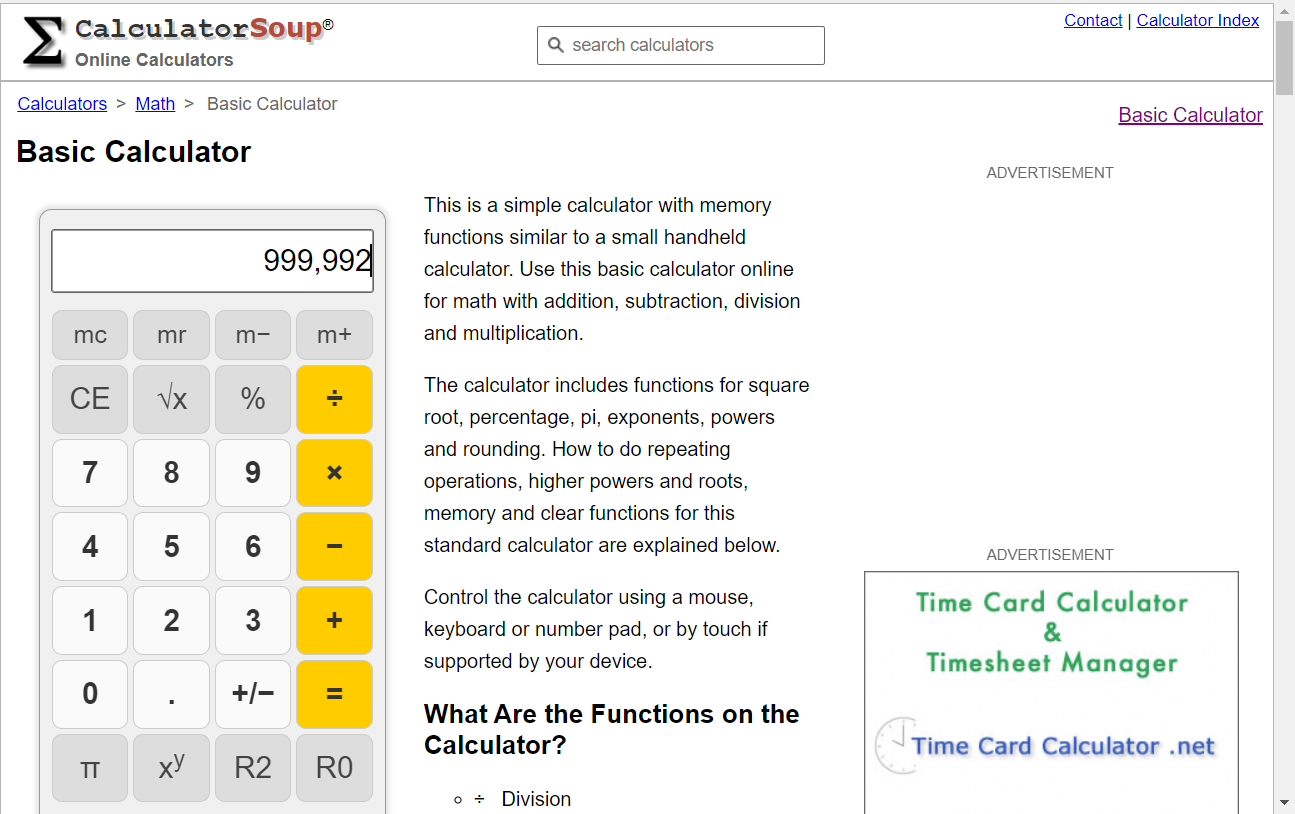 CalculatorSoup®
Online Calculators
search calculators
Contact | Calculator Index
Calculators > Math > Basic Calculator
Basic Calculator
Basic Calculator
ADVERTISEMENT
999,992
mc mr m− m+
CE √x % ÷
7 8 9 ×
4 5 6 −
1 2 3 +
0 . +/− =
π xʸ R2 R0
This is a simple calculator with memory
functions similar to a small handheld
calculator. Use this basic calculator online
for math with addition, subtraction, division
and multiplication.
The calculator includes functions for square
root, percentage, pi, exponents, powers
and rounding. How to do repeating
operations, higher powers and roots,
memory and clear functions for this
standard calculator are explained below.
Control the calculator using a mouse,
keyboard or number pad, or by touch if
supported by your device.
What Are the Functions on the
Calculator?
÷ Division
ADVERTISEMENT
Time Card Calculator
&
Timesheet Manager
Time Card Calculator .net